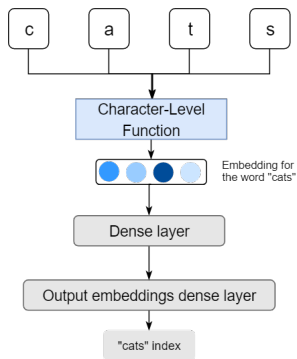 c a t s
Character-Level
Function
Embedding for
the word "cats"
Dense layer
Output embeddings dense layer
"cats" index